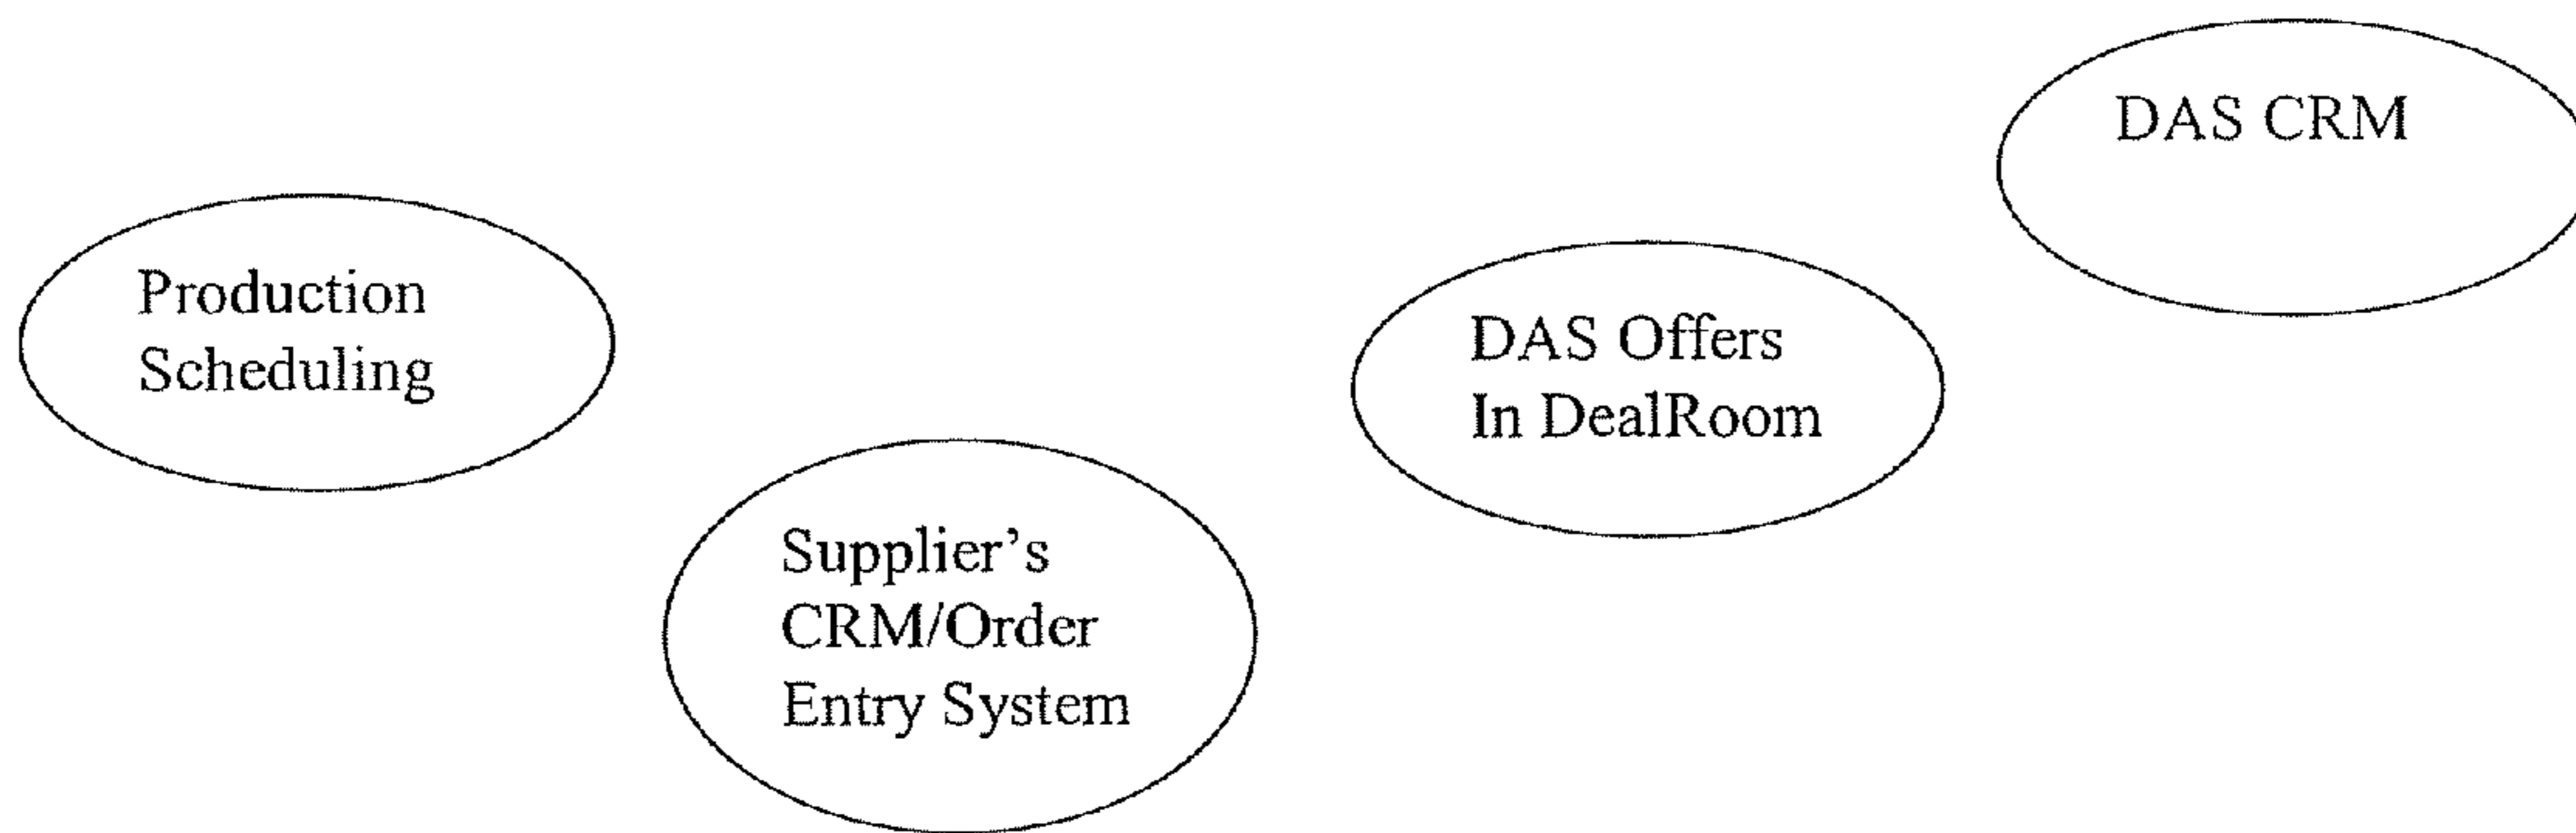 Production
Scheduling
Supplier’s
CRM/Order
Entry System
DAS Offers
In DealRoom
DAS CRM